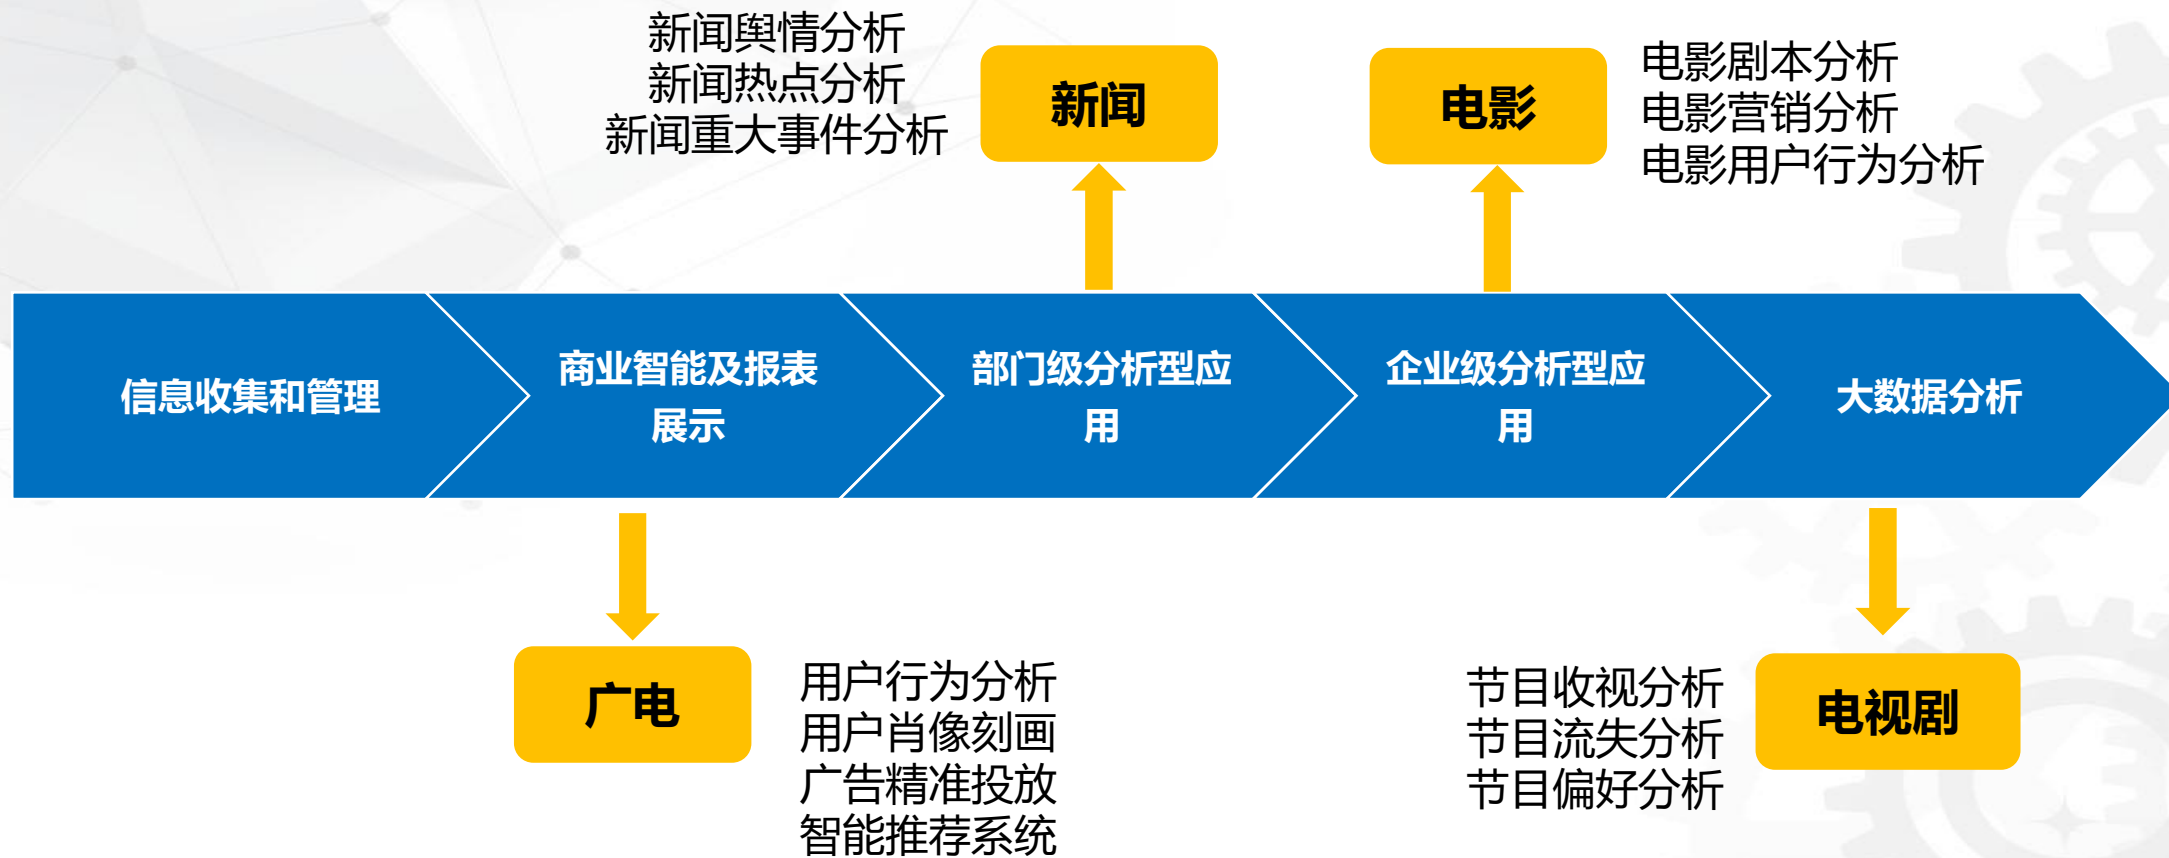 新闻舆情分析
新闻热点分析
新闻重大事件分析
新闻
电影
电影剧本分析
电影营销分析
电影用户行为分析
信息收集和管理
商业智能及报表
展示
部门级分析型应
用
企业级分析型应
用
大数据分析
广电
用户行为分析
用户肖像刻画
广告精准投放
智能推荐系统
节目收视分析
节目流失分析
节目偏好分析
电视剧